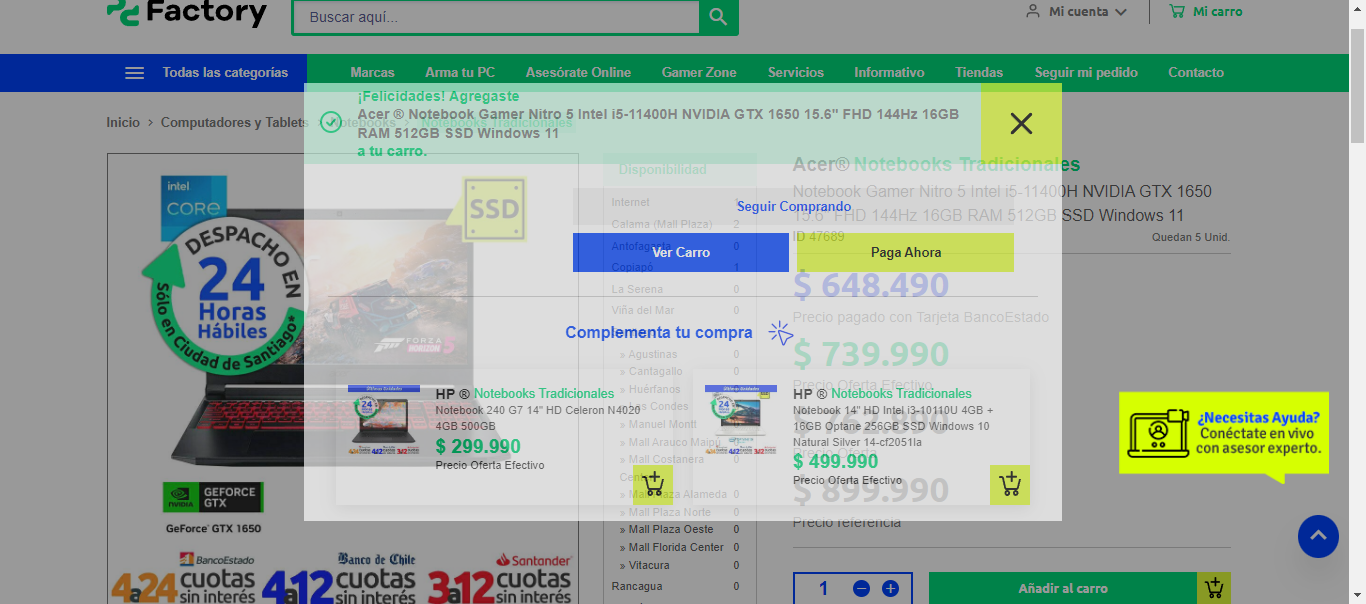 Factory
Buscar aquí...
Mi cuenta
Mi carro
Todas las categorías
Marcas
Arma tu PC
Asesórate Online
Gamer Zone
Servicios
Informativo
Tiendas
Seguir mi pedido
Contacto
Inicio > Computadores y Tablets > Notebooks > Notebooks Tradicionales
¡Felicidades! Agregaste
Acer ® Notebook Gamer Nitro 5 Intel i5-11400H NVIDIA GTX 1650 15.6" FHD 144Hz 16GB
RAM 512GB SSD Windows 11
a tu carro.
Seguir Comprando
Ver Carro
Paga Ahora
Complementa tu compra
HP ® Notebooks Tradicionales
Notebook 240 G7 14" HD Celeron N4020
4GB 500GB
$ 299.990
Precio Oferta Efectivo
HP ® Notebooks Tradicionales
Notebook 14" HD Intel i3-10110U 4GB +
16GB Optane 256GB SSD Windows 10
Natural Silver 14-cf2051la
$ 499.990
Precio Oferta Efectivo
intel
CORE
SSD
DESPACHO EN
24
Horas
Hábiles
Sólo en Ciudad de Santiago*
FORZA
HORIZON 5
NVIDIA
GEFORCE
GTX
GeForce® GTX 1650
BancoEstado
4a24 cuotas
sin interés
Banco de Chile
4|12 cuotas
sin interés
Santander
3|12 cuotas
sin interés
Disponibilidad
Internet
Calama (Mall Plaza) 2
Antofagasta 0
Copiapó 1
La Serena 0
Viña del Mar 0
» Agustinas 0
» Cantagallo 0
» Huérfanos 0
» Las Condes 0
» Manuel Montt 0
» Mall Arauco Maipú
» Mall Costanera
» Mall Plaza Alameda 0
» Mall Plaza Norte 0
» Mall Plaza Oeste 0
» Mall Florida Center 0
» Vitacura 0
Rancagua 0
Acer® Notebooks Tradicionales
Notebook Gamer Nitro 5 Intel i5-11400H NVIDIA GTX 1650
15.6" FHD 144Hz 16GB RAM 512GB SSD Windows 11
ID 47689
Quedan 5 Unid.
$ 648.490
Precio pagado con Tarjeta BancoEstado
$ 739.990
Precio Oferta Efectivo
$ 762.890
Precio Oferta
$ 899.990
Precio referencia
1
Añadir al carro
¿Necesitas Ayuda?
Conéctate en vivo
con asesor experto.